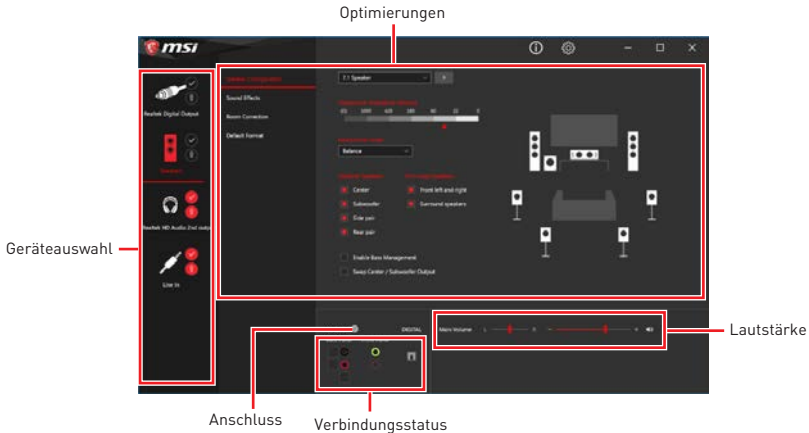 Optimierungen
msi
Realtek Digital Output
Speakers
Realtek HD Audio 2nd output
Line In
Speaker Configuration
Sound Effects
Room Correction
Default Format
7.1 Speaker
Balance
Center
Subwoofer
Side pair
Rear pair
Front left and right
Surround speakers
Enable Bass Management
Swap Center / Subwoofer Output
DIGITAL
Main Volume
L
R
Geräteauswahl
Lautstärke
Anschluss
Verbindungsstatus